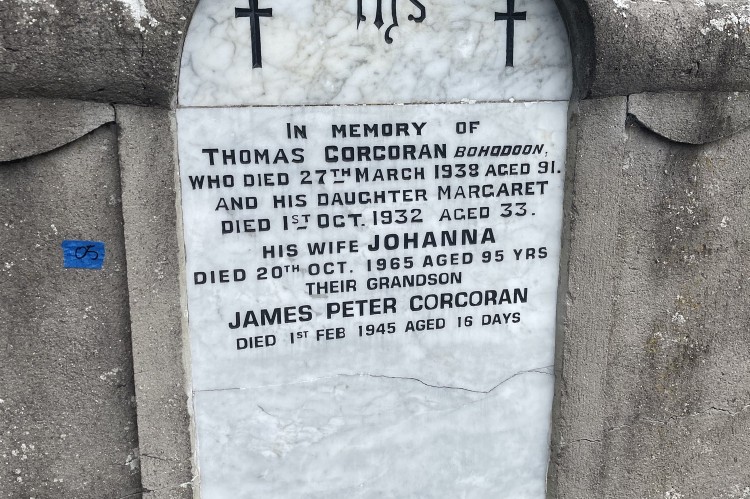 IHS
IN MEMORY OF
THOMAS CORCORAN BOHODOON,
WHO DIED 27TH MARCH 1938 AGED 91.
AND HIS DAUGHTER MARGARET
DIED 1ST OCT. 1932 AGED 33.
HIS WIFE JOHANNA
DIED 20TH OCT. 1965 AGED 95 YRS
THEIR GRANDSON
JAMES PETER CORCORAN
DIED 1ST FEB 1945 AGED 16 DAYS